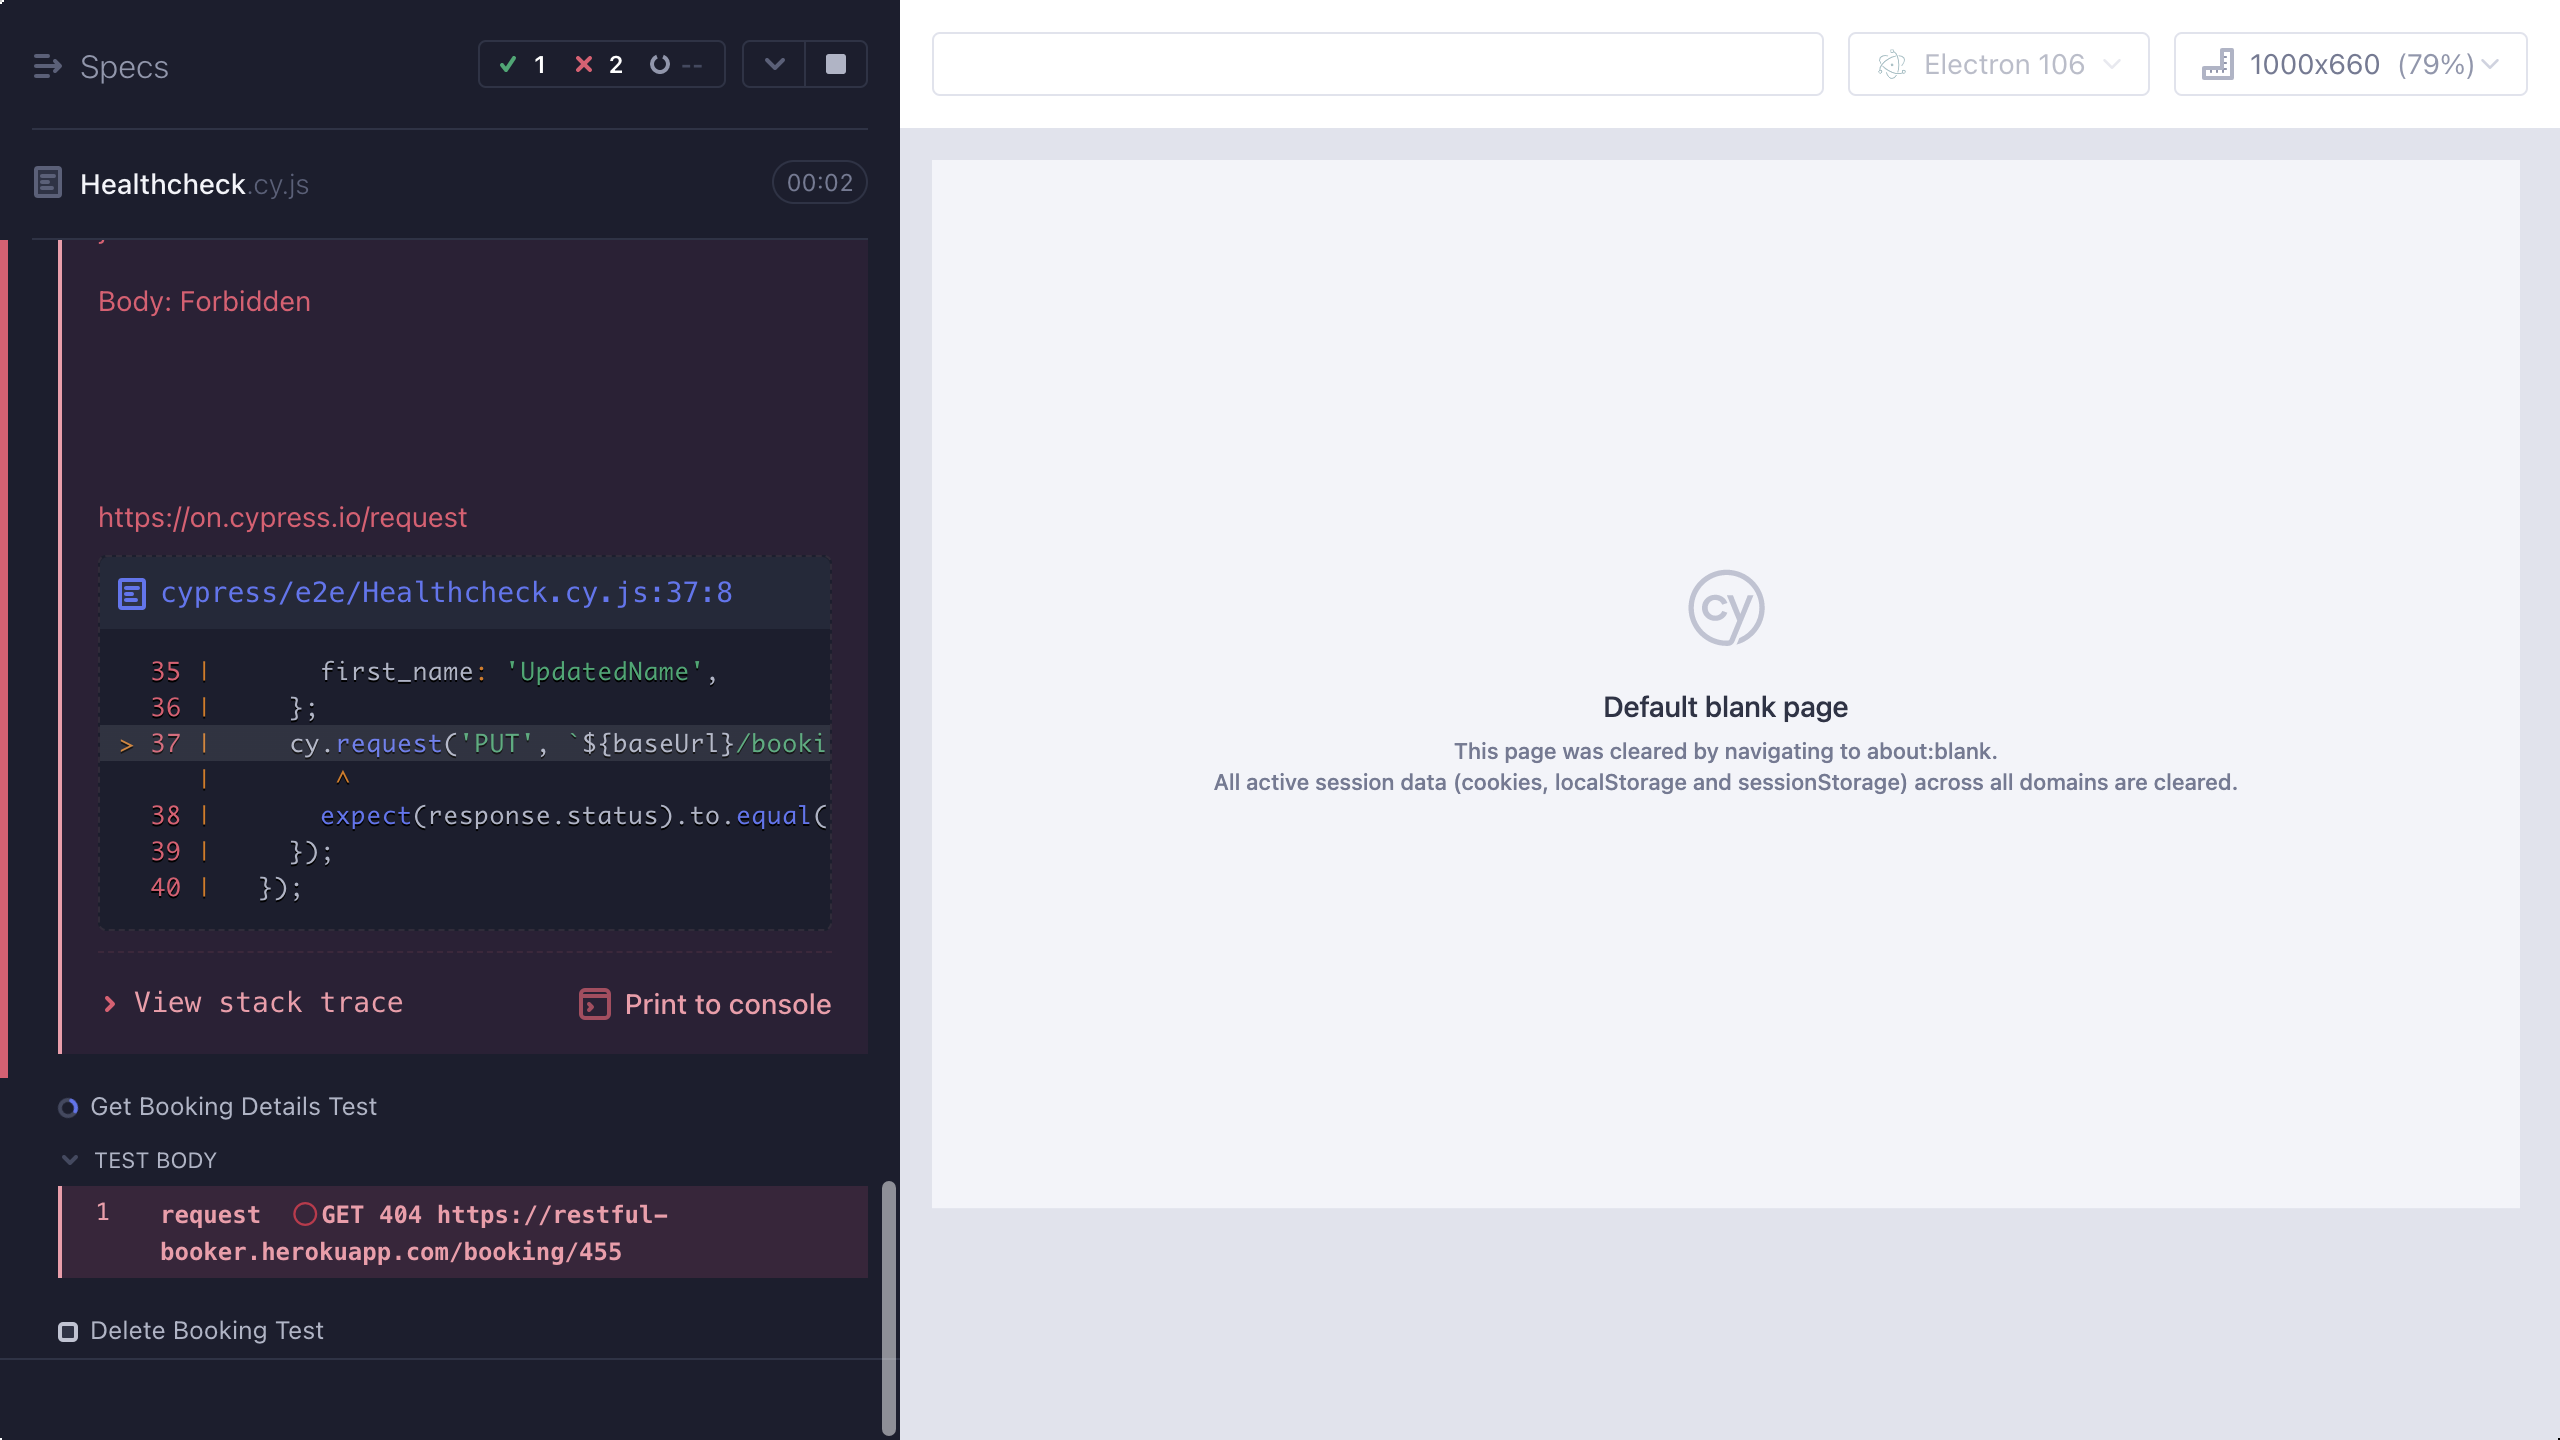 Specs
1 2 --
Healthcheck.cy.js
00:02
Body: Forbidden
https://on.cypress.io/request
cypress/e2e/Healthcheck.cy.js:37:8
35 | first_name: 'UpdatedName',
36 | };
> 37 | cy.request('PUT', `${baseUrl}/booki
| ^
38 | expect(response.status).to.equal(
39 | });
40 | });
View stack trace
Print to console
Get Booking Details Test
TEST BODY
1 request GET 404 https://restful-
booker.herokuapp.com/booking/455
Delete Booking Test
Electron 106
1000x660 (79%)
cy
Default blank page
This page was cleared by navigating to about:blank.
All active session data (cookies, localStorage and sessionStorage) across all domains are cleared.